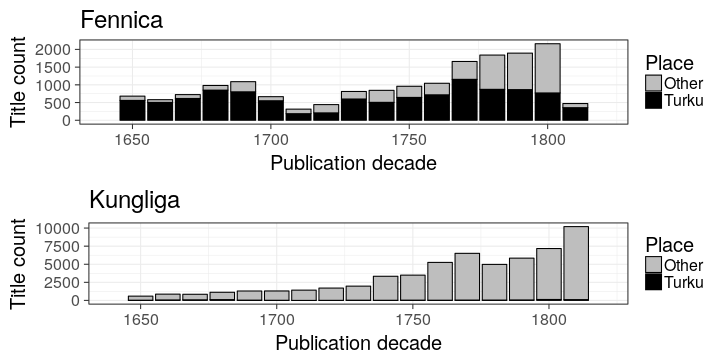 Fennica
Title count
2000
1500
1000
500
0
1650
1700
1750
1800
Publication decade
Place
Other
Turku
Kungliga
Title count
10000
7500
5000
2500
0
1650
1700
1750
1800
Publication decade
Place
Other
Turku